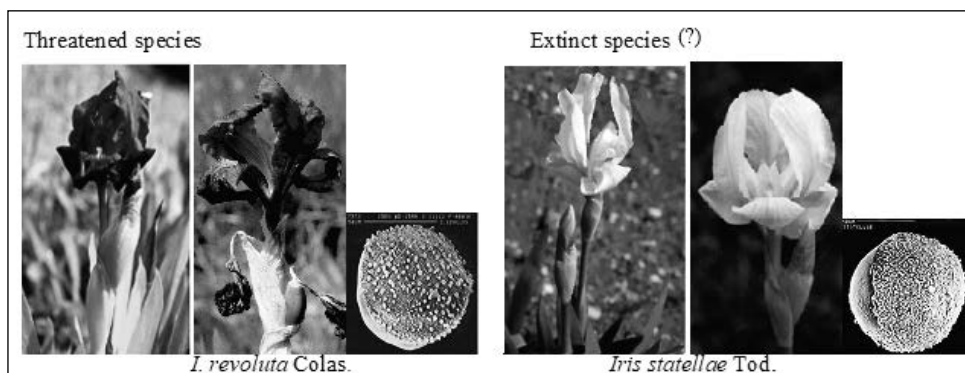 Threatened species
Extinct species (?)
I. revoluta Colas.
Iris statellae Tod.